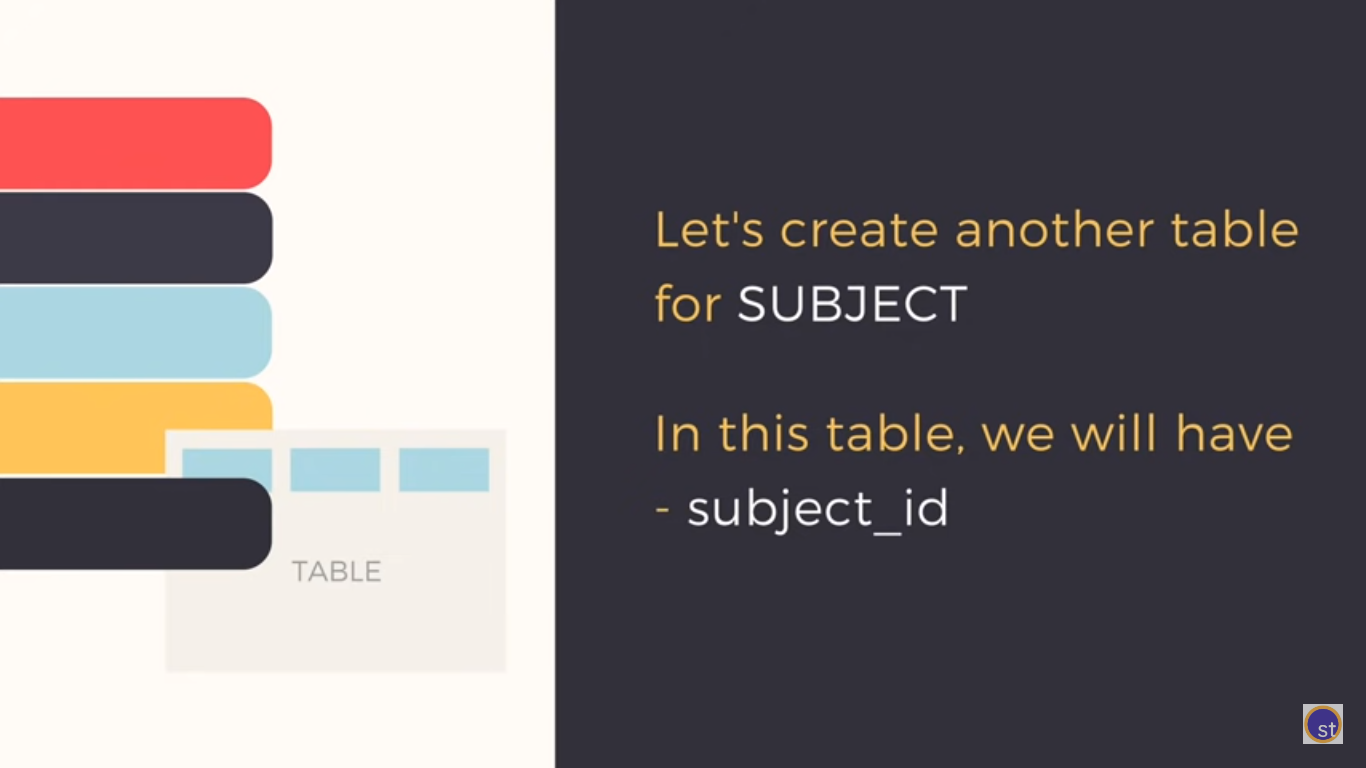 Let's create another table
for SUBJECT
In this table, we will have
- subject_id
TABLE
st